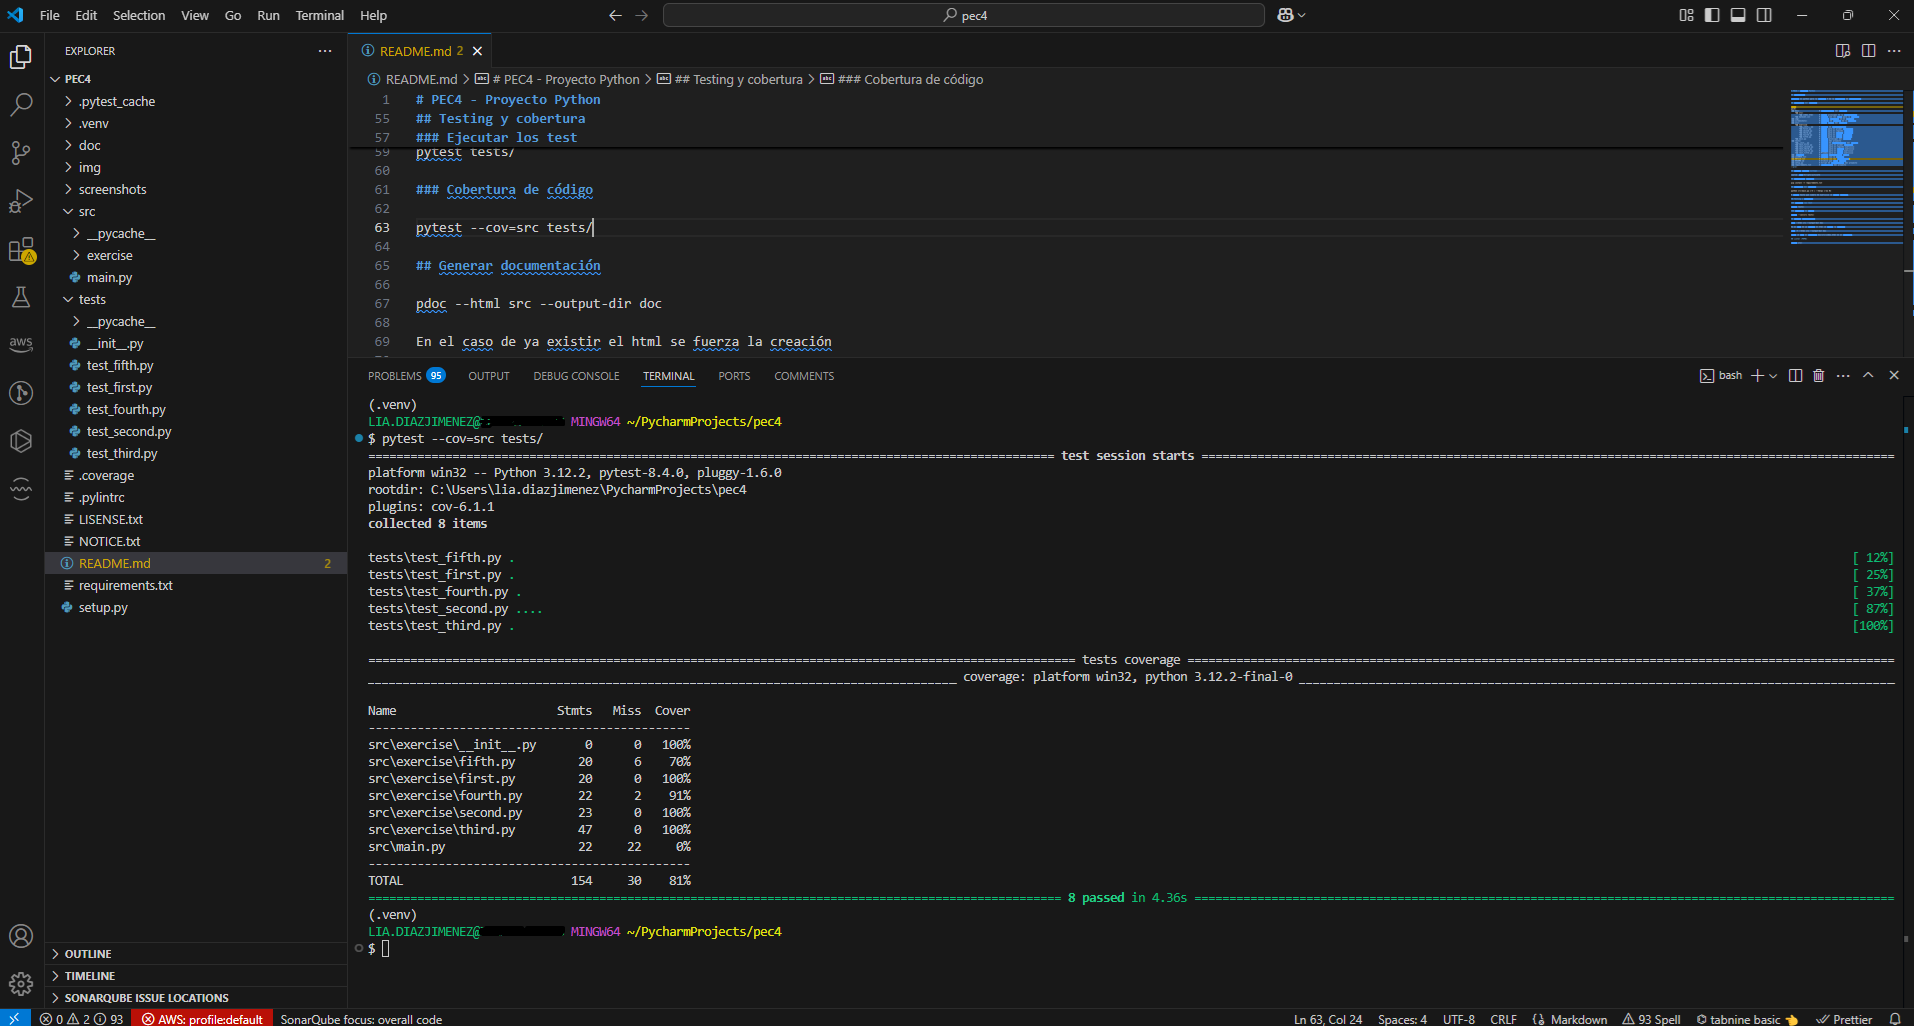 File Edit Selection View Go Run Terminal Help
pec4
EXPLORER
PEC4
.pytest_cache
.venv
doc
img
screenshots
src
__pycache__
exercise
main.py
tests
__pycache__
__init__.py
test_fifth.py
test_first.py
test_fourth.py
test_second.py
test_third.py
.coverage
.pylintrc
LISENSE.txt
NOTICE.txt
README.md 2
requirements.txt
setup.py
OUTLINE
TIMELINE
SONARQUBE ISSUE LOCATIONS
aws
README.md 2
README.md > # PEC4 - Proyecto Python > ## Testing y cobertura > ### Cobertura de código
1 # PEC4 - Proyecto Python
55 ## Testing y cobertura
57 ### Ejecutar los test
59 pytest tests/
60
61 ### Cobertura de código
62
63 pytest --cov=src tests/
64
65 ## Generar documentación
66
67 pdoc --html src --output-dir doc
68
69 En el caso de ya existir el html se fuerza la creación
PROBLEMS 95 OUTPUT DEBUG CONSOLE TERMINAL PORTS COMMENTS
bash
(.venv)
LIA.DIAZJIMENEZ@ MINGW64 ~/PycharmProjects/pec4
$ pytest --cov=src tests/
test session starts
platform win32 -- Python 3.12.2, pytest-8.4.0, pluggy-1.6.0
rootdir: C:\Users\lia.diazjimenez\PycharmProjects\pec4
plugins: cov-6.1.1
collected 8 items
tests\test_fifth.py . [ 12%]
tests\test_first.py . [ 25%]
tests\test_fourth.py . [ 37%]
tests\test_second.py .... [ 87%]
tests\test_third.py . [100%]
tests coverage
coverage: platform win32, python 3.12.2-final-0
Name Stmts Miss Cover
----------------------------------------------
src\exercise\__init__.py 0 0 100%
src\exercise\fifth.py 20 6 70%
src\exercise\first.py 20 0 100%
src\exercise\fourth.py 22 2 91%
src\exercise\second.py 23 0 100%
src\exercise\third.py 47 0 100%
src\main.py 22 22 0%
----------------------------------------------
TOTAL 154 30 81%
8 passed in 4.36s
(.venv)
LIA.DIAZJIMENEZ@ MINGW64 ~/PycharmProjects/pec4
$
0 2 93 AWS: profile:default SonarQube focus: overall code Ln 63, Col 24 Spaces: 4 UTF-8 CRLF Markdown 93 Spell tabnine basic Prettier